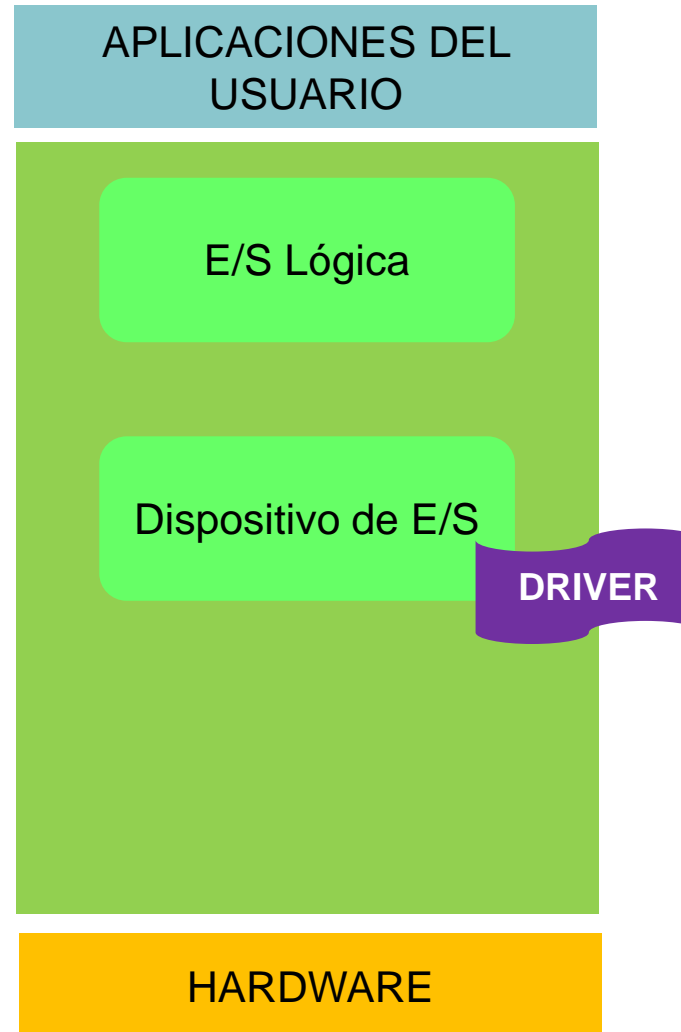 APLICACIONES DEL
USUARIO
E/S Lógica
Dispositivo de E/S
DRIVER
HARDWARE